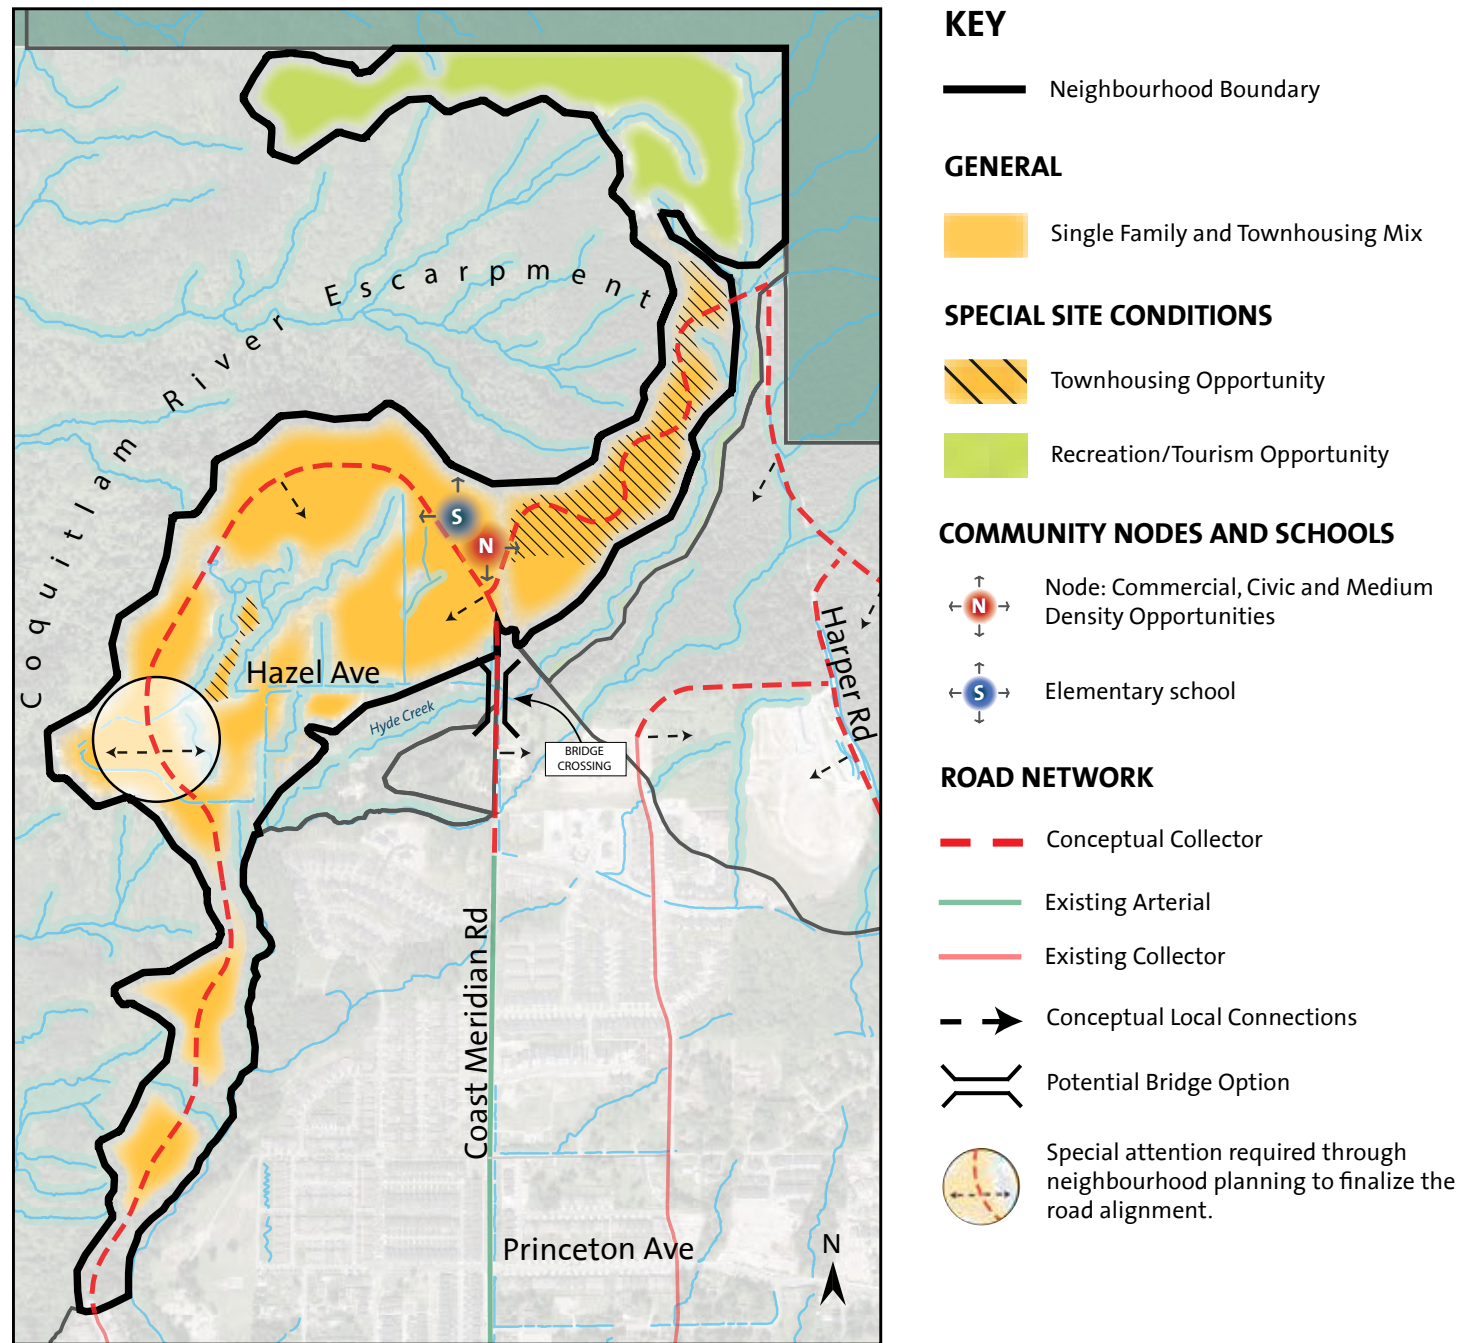 Coquitlam River Escarpment
S
N
Hazel Ave
Hyde Creek
BRIDGE
CROSSING
Harper Rd
Coast Meridian Rd
Princeton Ave
N
KEY
Neighbourhood Boundary
GENERAL
Single Family and Townhousing Mix
SPECIAL SITE CONDITIONS
Townhousing Opportunity
Recreation/Tourism Opportunity
COMMUNITY NODES AND SCHOOLS
N
Node: Commercial, Civic and Medium
Density Opportunities
S
Elementary school
ROAD NETWORK
Conceptual Collector
Existing Arterial
Existing Collector
Conceptual Local Connections
Potential Bridge Option
Special attention required through
neighbourhood planning to finalize the
road alignment.